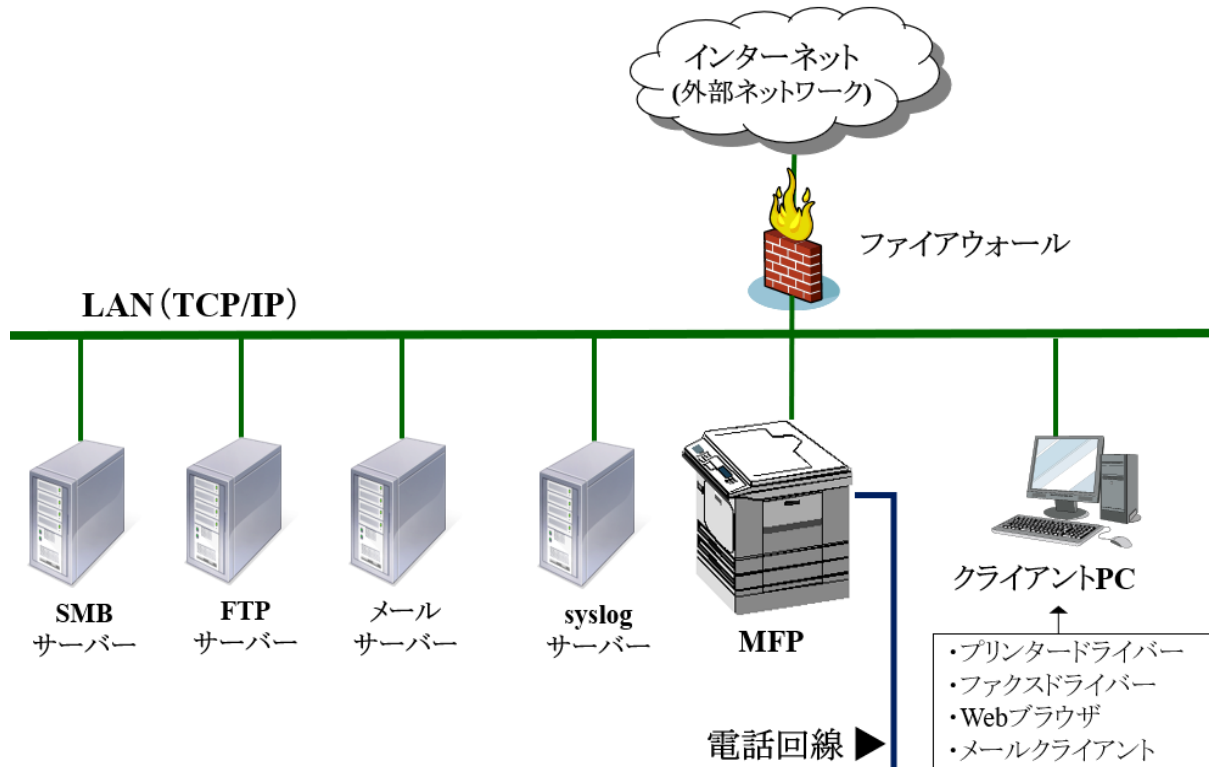 インターネット
(外部ネットワーク)
ファイアウォール
LAN（TCP/IP）
SMB
サーバー
FTP
サーバー
メール
サーバー
syslog
サーバー
MFP
クライアントPC
・プリンタードライバー
・ファクスドライバー
・Webブラウザ
・メールクライアント
電話回線 ▶